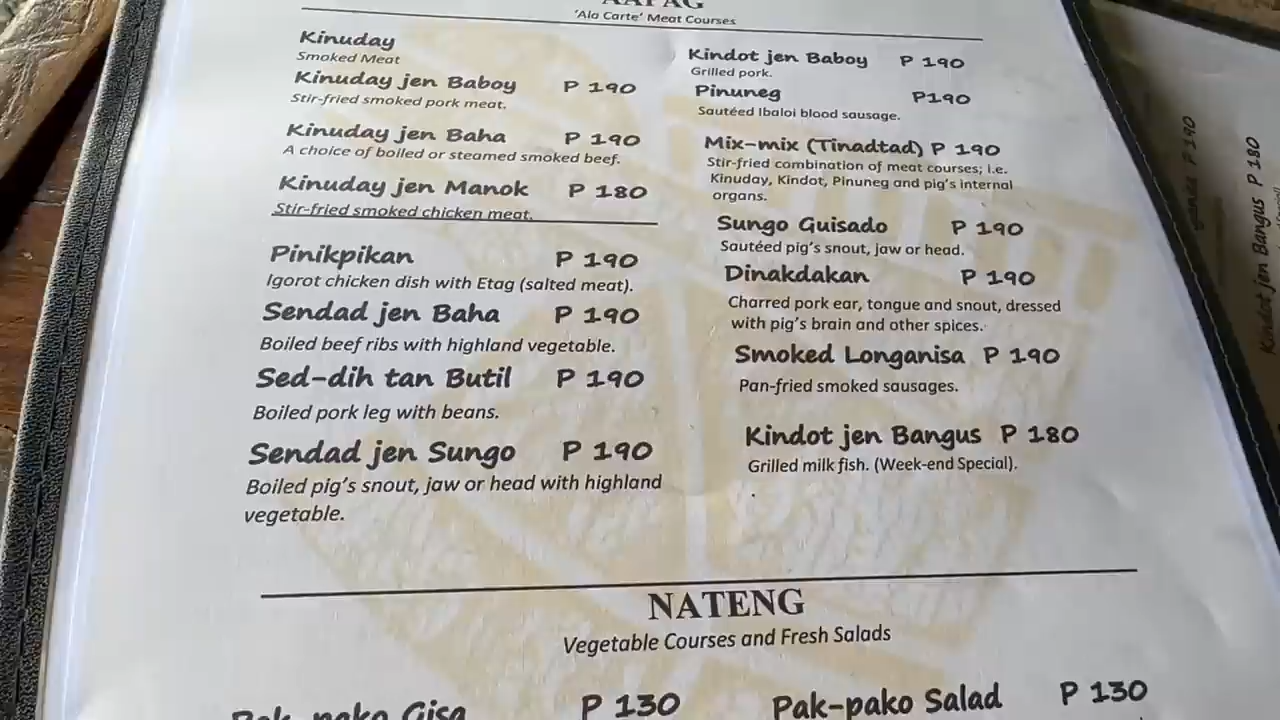 'Ala Carte' Meat Courses
Kinuday
Smoked Meat
Kinuday jen Baboy P 190
Stir-fried smoked pork meat.
Kinuday jen Baha P 190
A choice of boiled or steamed smoked beef.
Kinuday jen Manok P 180
Stir-fried smoked chicken meat.
Pinikpikan P 190
Igorot chicken dish with Etag (salted meat).
Sendad jen Baha P 190
Boiled beef ribs with highland vegetable.
Sed-dih tan Butil P 190
Boiled pork leg with beans.
Sendad jen Sungo P 190
Boiled pig's snout, jaw or head with highland
vegetable.
Kindot jen Baboy P 190
Grilled pork.
Pinuneg P190
Sautéed Ibaloi blood sausage.
Mix-mix (Tinadtad) P 190
Stir-fried combination of meat courses; i.e.
Kinuday, Kindot, Pinuneg and pig's internal
organs.
Sungo Guisado P 190
Sautéed pig's snout, jaw or head.
Dinakdakan P 190
Charred pork ear, tongue and snout, dressed
with pig's brain and other spices.
Smoked Longanisa P 190
Pan-fried smoked sausages.
Kindot jen Bangus P 180
Grilled milk fish. (Week-end Special).
NATENG
Vegetable Courses and Fresh Salads
Pak-pako Gisa P 130
Pak-pako Salad P 130
P 190
Kindot jen Bangus P 180